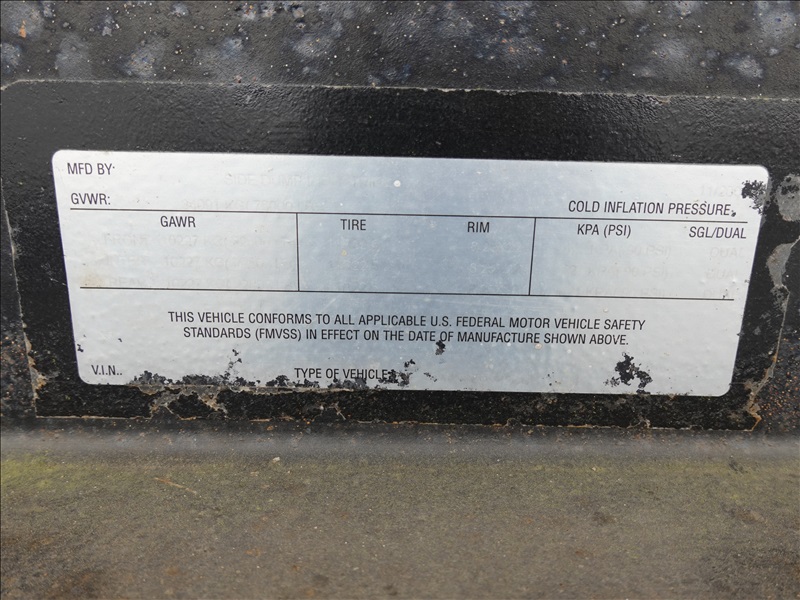 MFD BY:
GVWR:
COLD INFLATION PRESSURE
GAWR TIRE RIM KPA (PSI) SGL/DUAL
THIS VEHICLE CONFORMS TO ALL APPLICABLE U.S. FEDERAL MOTOR VEHICLE SAFETY
STANDARDS (FMVSS) IN EFFECT ON THE DATE OF MANUFACTURE SHOWN ABOVE.
V.I.N.: TYPE OF VEHICLE: